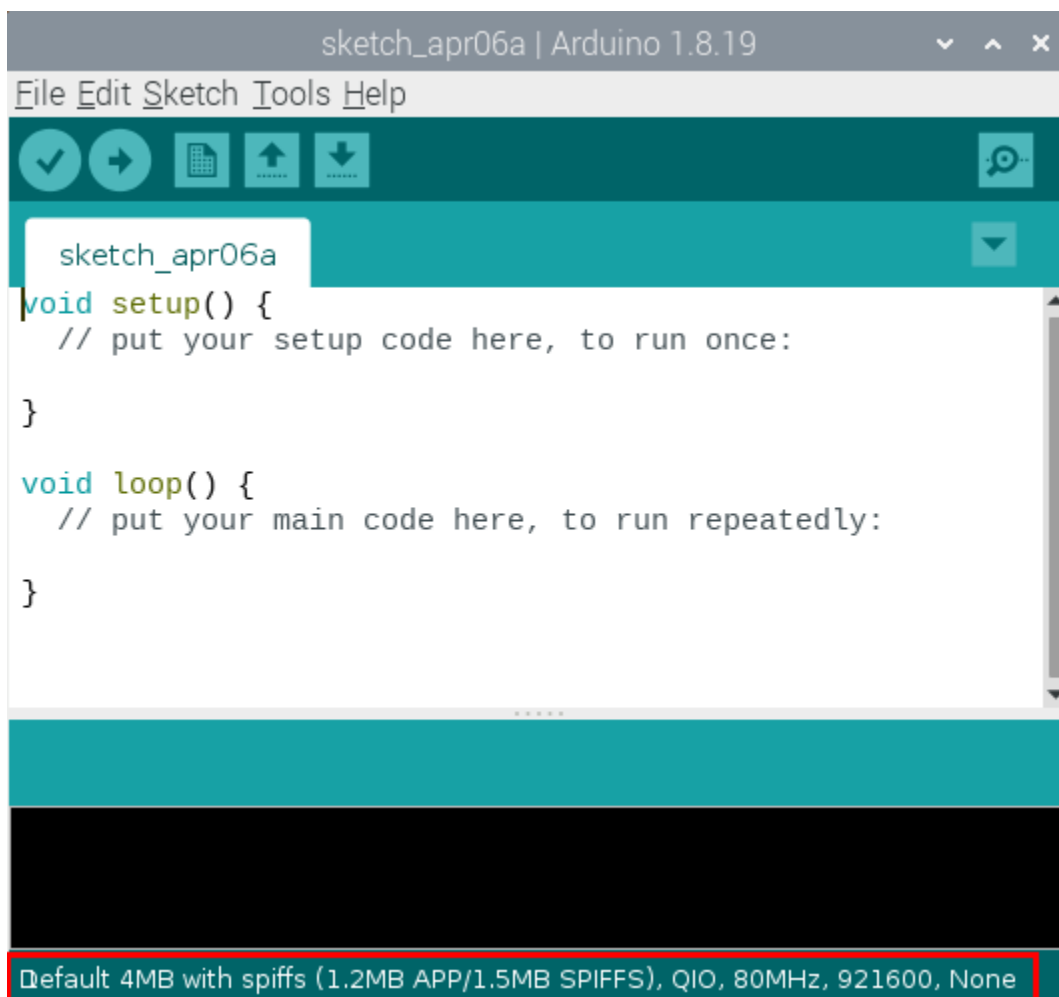 sketch_apr06a | Arduino 1.8.19
File Edit Sketch Tools Help
sketch_apr06a
void setup() {
  // put your setup code here, to run once:
}
void loop() {
  // put your main code here, to run repeatedly:
}
Default 4MB with spiffs (1.2MB APP/1.5MB SPIFFS), QIO, 80MHz, 921600, None